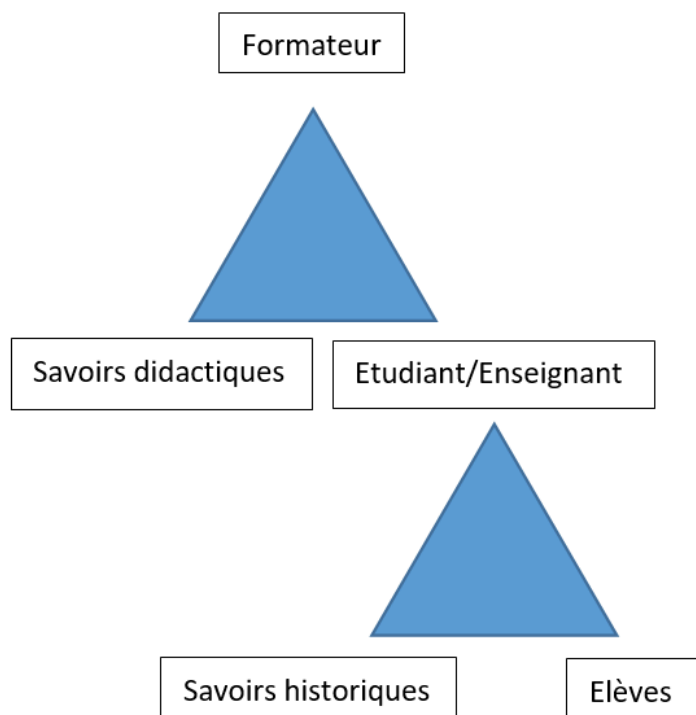 Formateur
Savoirs didactiques
Etudiant/Enseignant
Savoirs historiques
Elèves